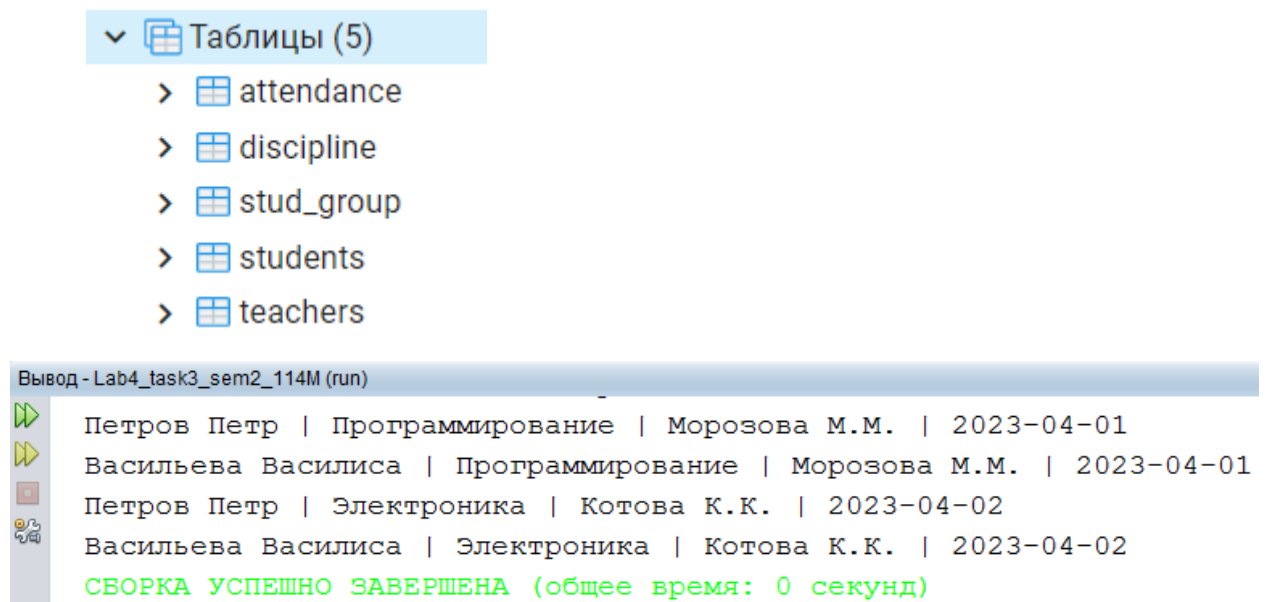 Таблицы (5)
attendance
discipline
stud_group
students
teachers
Вывод - Lab4_task3_sem2_114M (run)
Петров Петр | Программирование | Морозова М.М. | 2023-04-01
Васильева Василиса | Программирование | Морозова М.М. | 2023-04-01
Петров Петр | Электроника | Котова К.К. | 2023-04-02
Васильева Василиса | Электроника | Котова К.К. | 2023-04-02
СБОРКА УСПЕШНО ЗАВЕРШЕНА (общее время: 0 секунд)